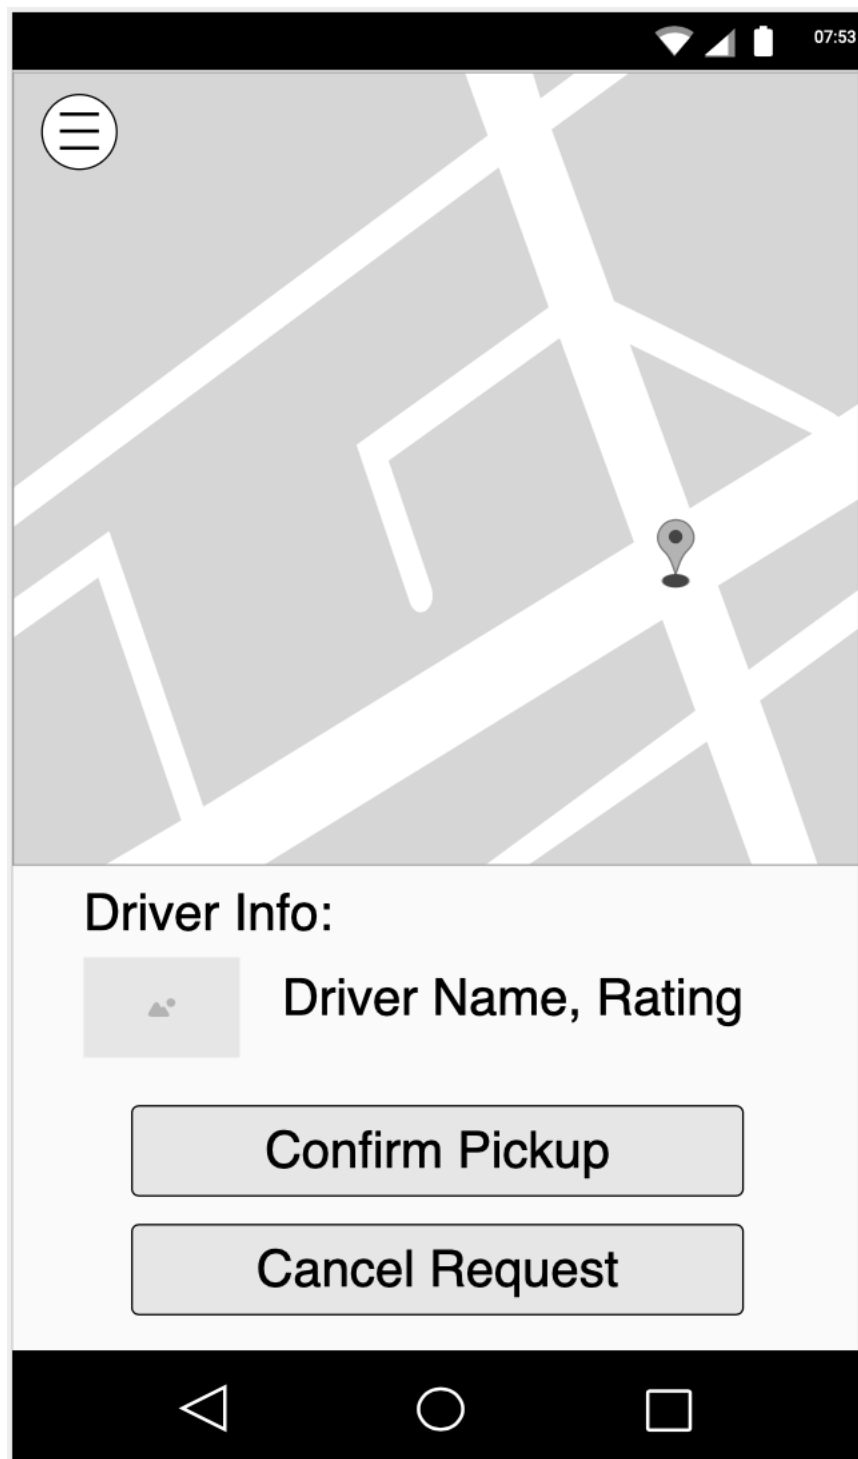 07:53
Driver Info:
Driver Name, Rating
Confirm Pickup
Cancel Request